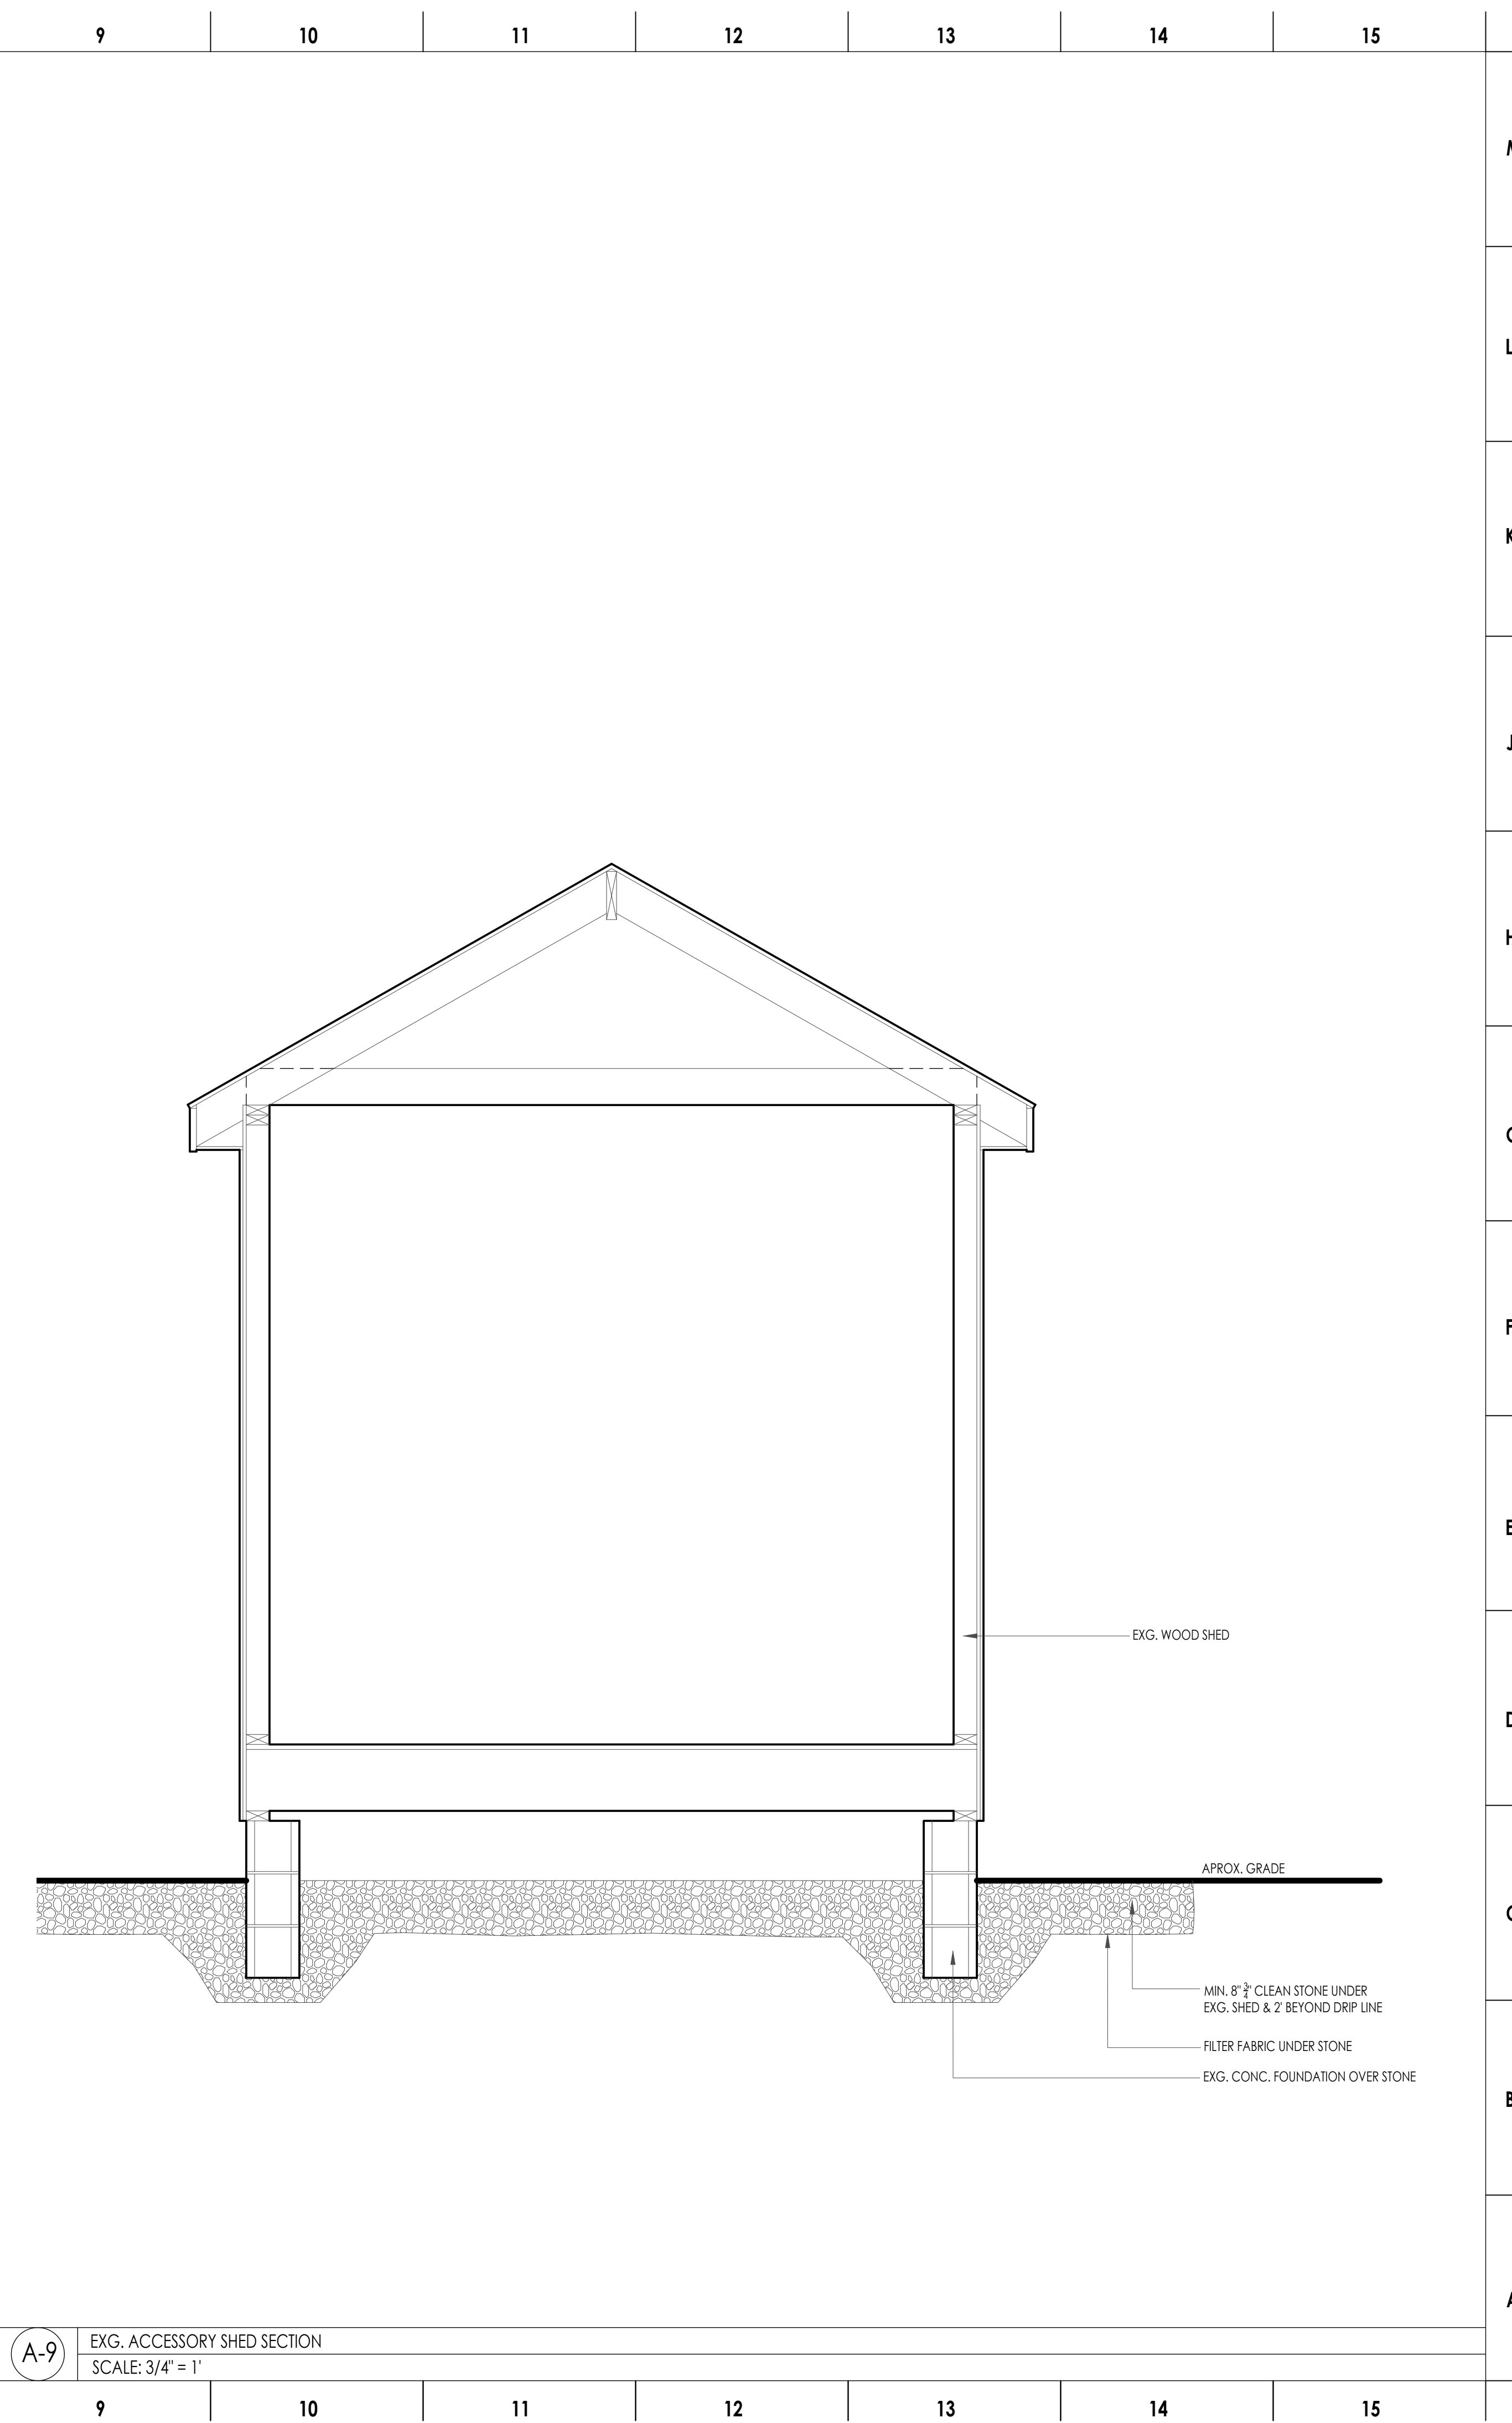 9 10 11 12 13 14 15
M
L
K
J
H
G
F
E
EXG. WOOD SHED
D
APROX. GRADE
C
MIN. 8" 3/4" CLEAN STONE UNDER
EXG. SHED & 2' BEYOND DRIP LINE
FILTER FABRIC UNDER STONE
EXG. CONC. FOUNDATION OVER STONE
B
A
A-9
EXG. ACCESSORY SHED SECTION
SCALE: 3/4" = 1'
9 10 11 12 13 14 15